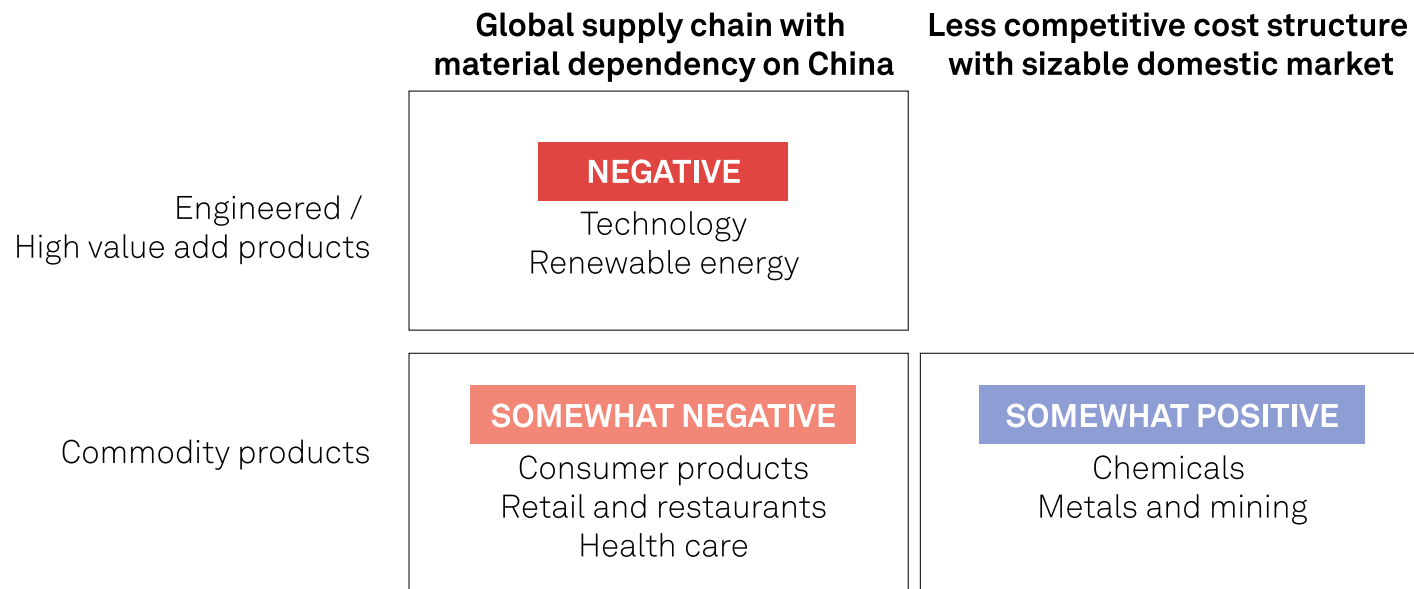 Global supply chain with
material dependency on China
Less competitive cost structure
with sizable domestic market
Engineered /
High value add products
NEGATIVE
Technology
Renewable energy
Commodity products
SOMEWHAT NEGATIVE
Consumer products
Retail and restaurants
Health care
SOMEWHAT POSITIVE
Chemicals
Metals and mining